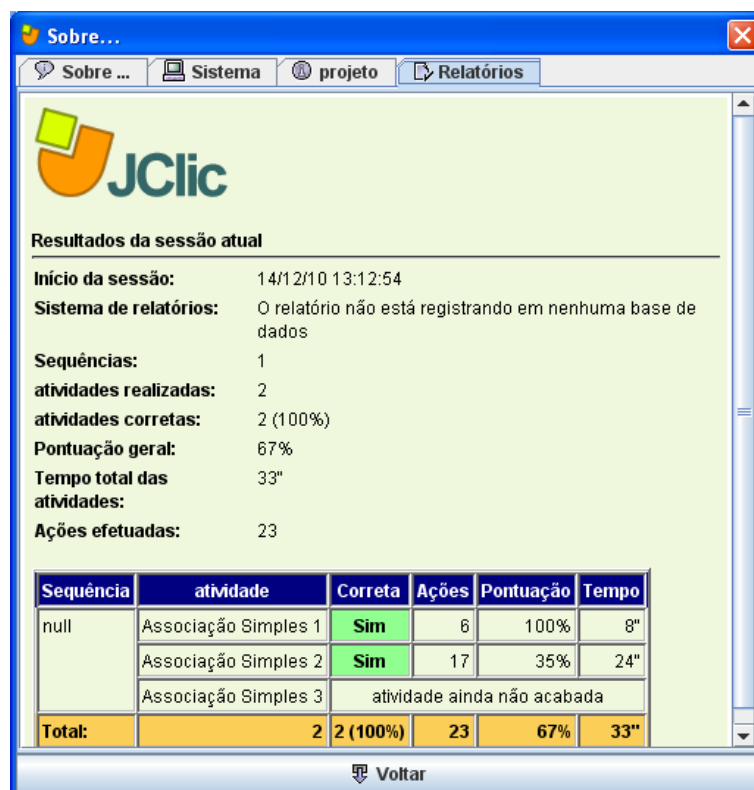 Sobre...
Sobre ... Sistema projeto Relatórios
JClic
Resultados da sessão atual
Início da sessão: 14/12/10 13:12:54
Sistema de relatórios: O relatório não está registrando em nenhuma base de
dados
Sequências: 1
atividades realizadas: 2
atividades corretas: 2 (100%)
Pontuação geral: 67%
Tempo total das 33"
atividades:
Ações efetuadas: 23
Sequência atividade Correta Ações Pontuação Tempo
null Associação Simples 1 Sim 6 100% 8"
Associação Simples 2 Sim 17 35% 24"
Associação Simples 3 atividade ainda não acabada
Total: 2 2 (100%) 23 67% 33"
Voltar